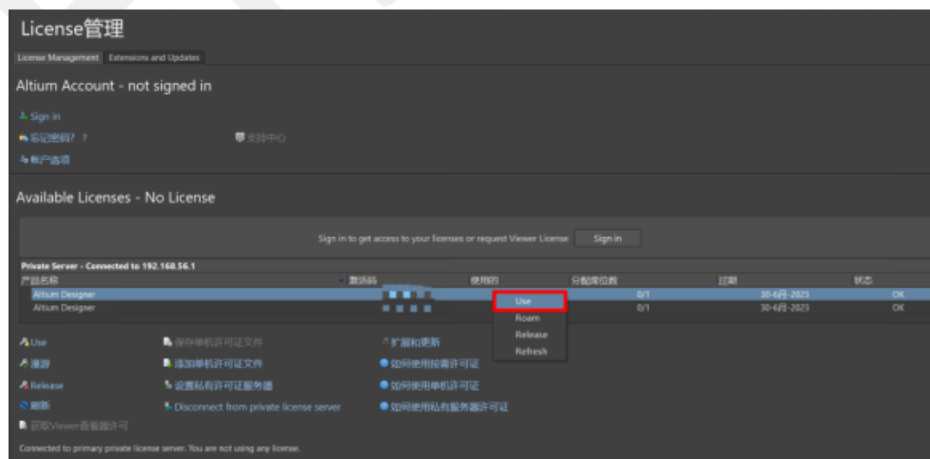 License管理
License Management Extensions and Updates
Altium Account - not signed in
Sign in
忘记密码? ? 支持中心
帐户选项
Available Licenses - No License
Sign in to get access to your licenses or request Viewer License Sign in
Private Server - Connected to 192.168.56.1
产品名称 激活码 使用的 分配席位数 过期 状态
Altium Designer 0/1 30-6月-2023 OK
Altium Designer 0/1 30-6月-2023 OK
Use
Roam
Release
Refresh
Use 保存单机许可证文件 扩展和更新
漫游 添加单机许可证文件 如何使用按需许可证
Release 设置私有许可证服务器 如何使用单机许可证
刷新 Disconnect from private license server 如何使用私有服务器许可证
获取Viewer查看器许可
Connected to primary private license server. You are not using any license.